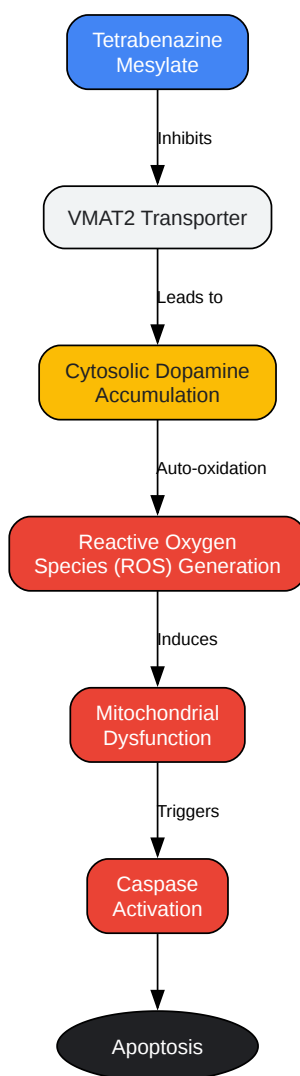 Tetrabenazine
Mesylate
Inhibits
VMAT2 Transporter
Leads to
Cytosolic Dopamine
Accumulation
Auto-oxidation
Reactive Oxygen
Species (ROS) Generation
Induces
Mitochondrial
Dysfunction
Triggers
Caspase
Activation
Apoptosis